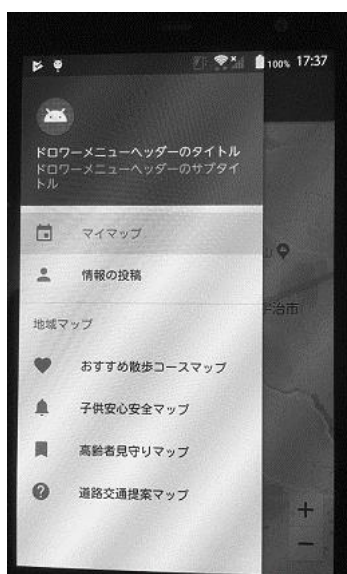 100% 17:37
ドロワーメニューヘッダーのタイトル
ドロワーメニューヘッダーのサブタイ
トル
マイマップ
情報の投稿
地域マップ
おすすめ散歩コースマップ
子供安心安全マップ
高齢者見守りマップ
道路交通提案マップ
宇治市
+
−